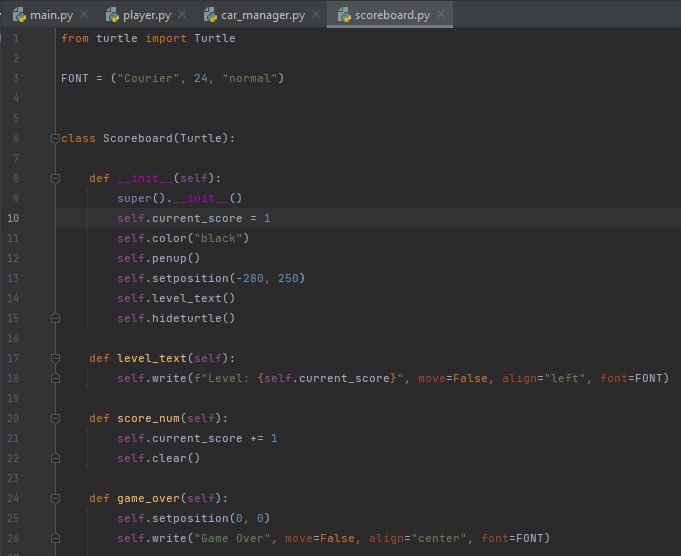 main.py player.py car_manager.py scoreboard.py
1 from turtle import Turtle
2
3 FONT = ("Courier", 24, "normal")
4
5
6 class Scoreboard(Turtle):
7
8 def __init__(self):
9 super().__init__()
10 self.current_score = 1
11 self.color("black")
12 self.penup()
13 self.setposition(-280, 250)
14 self.level_text()
15 self.hideturtle()
16
17 def level_text(self):
18 self.write(f"Level: {self.current_score}", move=False, align="left", font=FONT)
19
20 def score_num(self):
21 self.current_score += 1
22 self.clear()
23
24 def game_over(self):
25 self.setposition(0, 0)
26 self.write("Game Over", move=False, align="center", font=FONT)